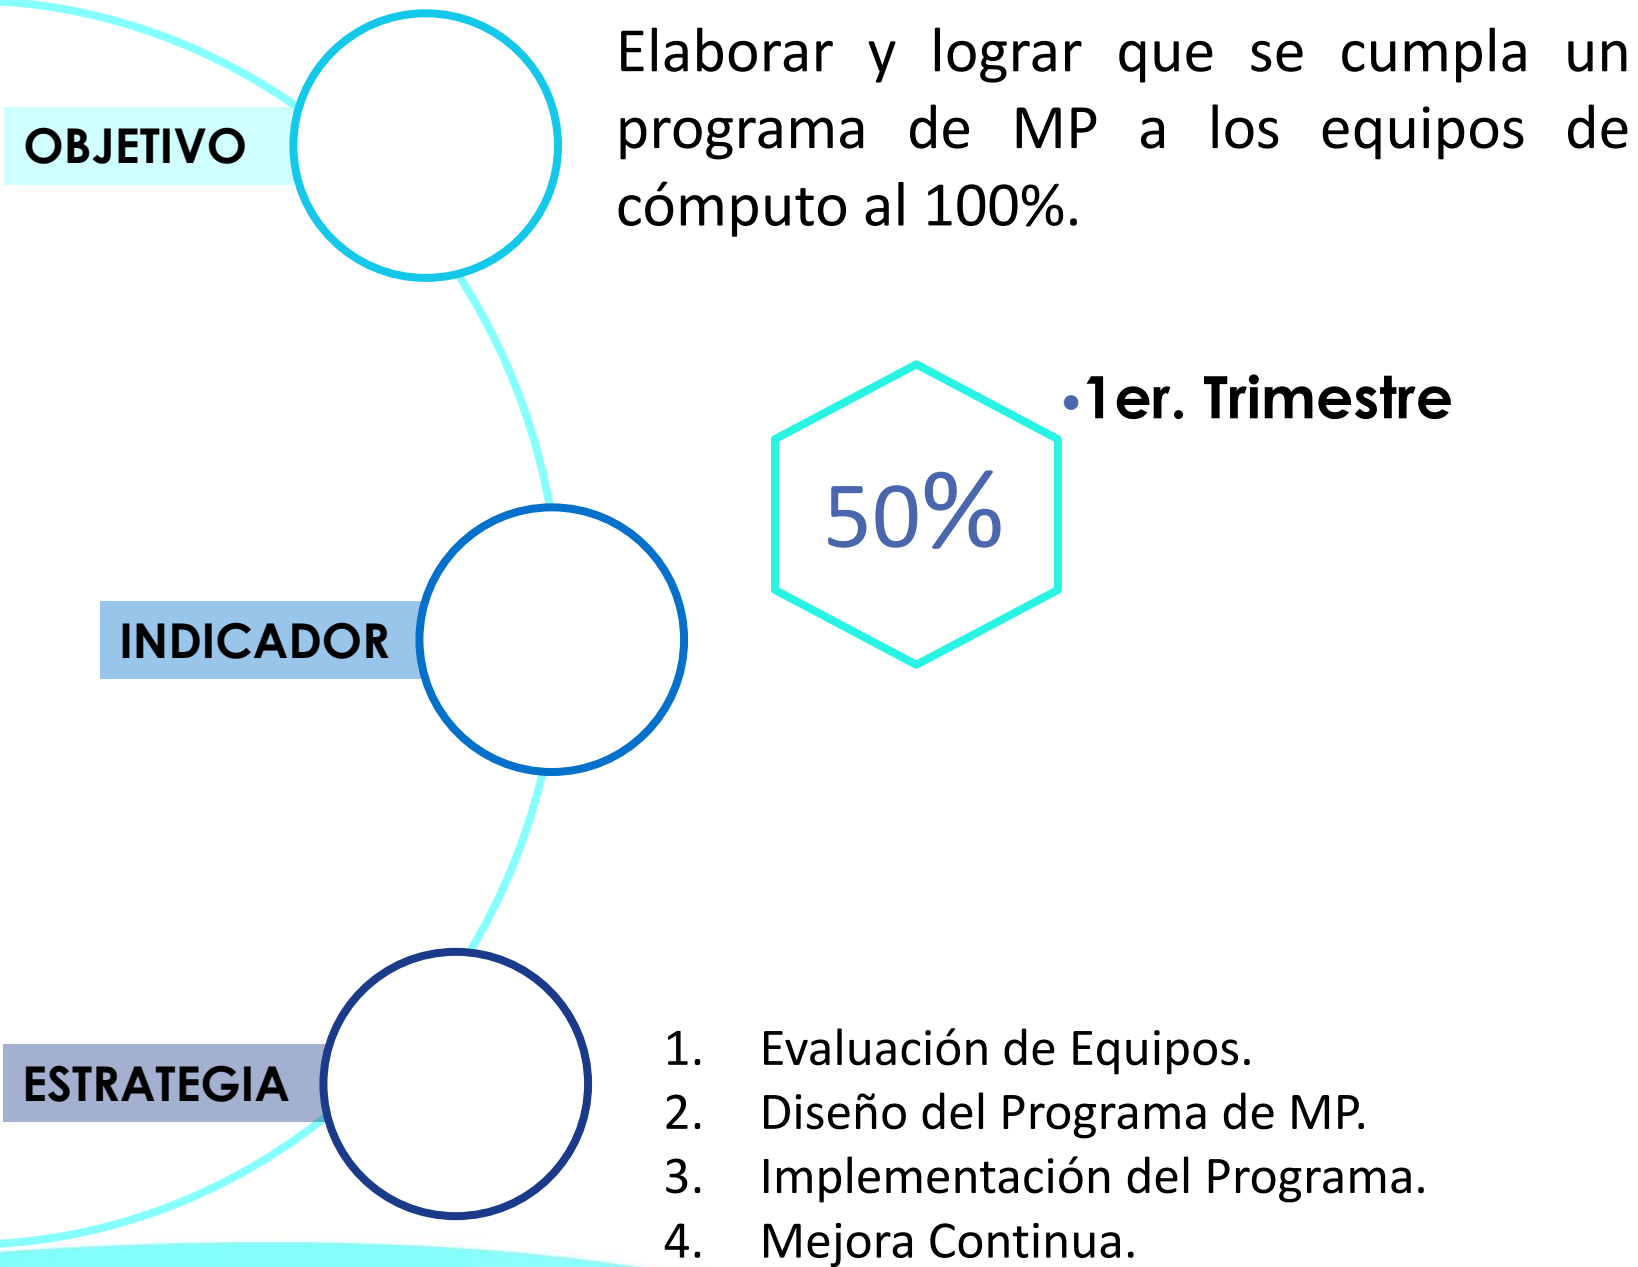 OBJETIVO
Elaborar y lograr que se cumpla un
programa de MP a los equipos de
cómputo al 100%.
INDICADOR
50%
•1er. Trimestre
ESTRATEGIA
1. Evaluación de Equipos.
2. Diseño del Programa de MP.
3. Implementación del Programa.
4. Mejora Continua.